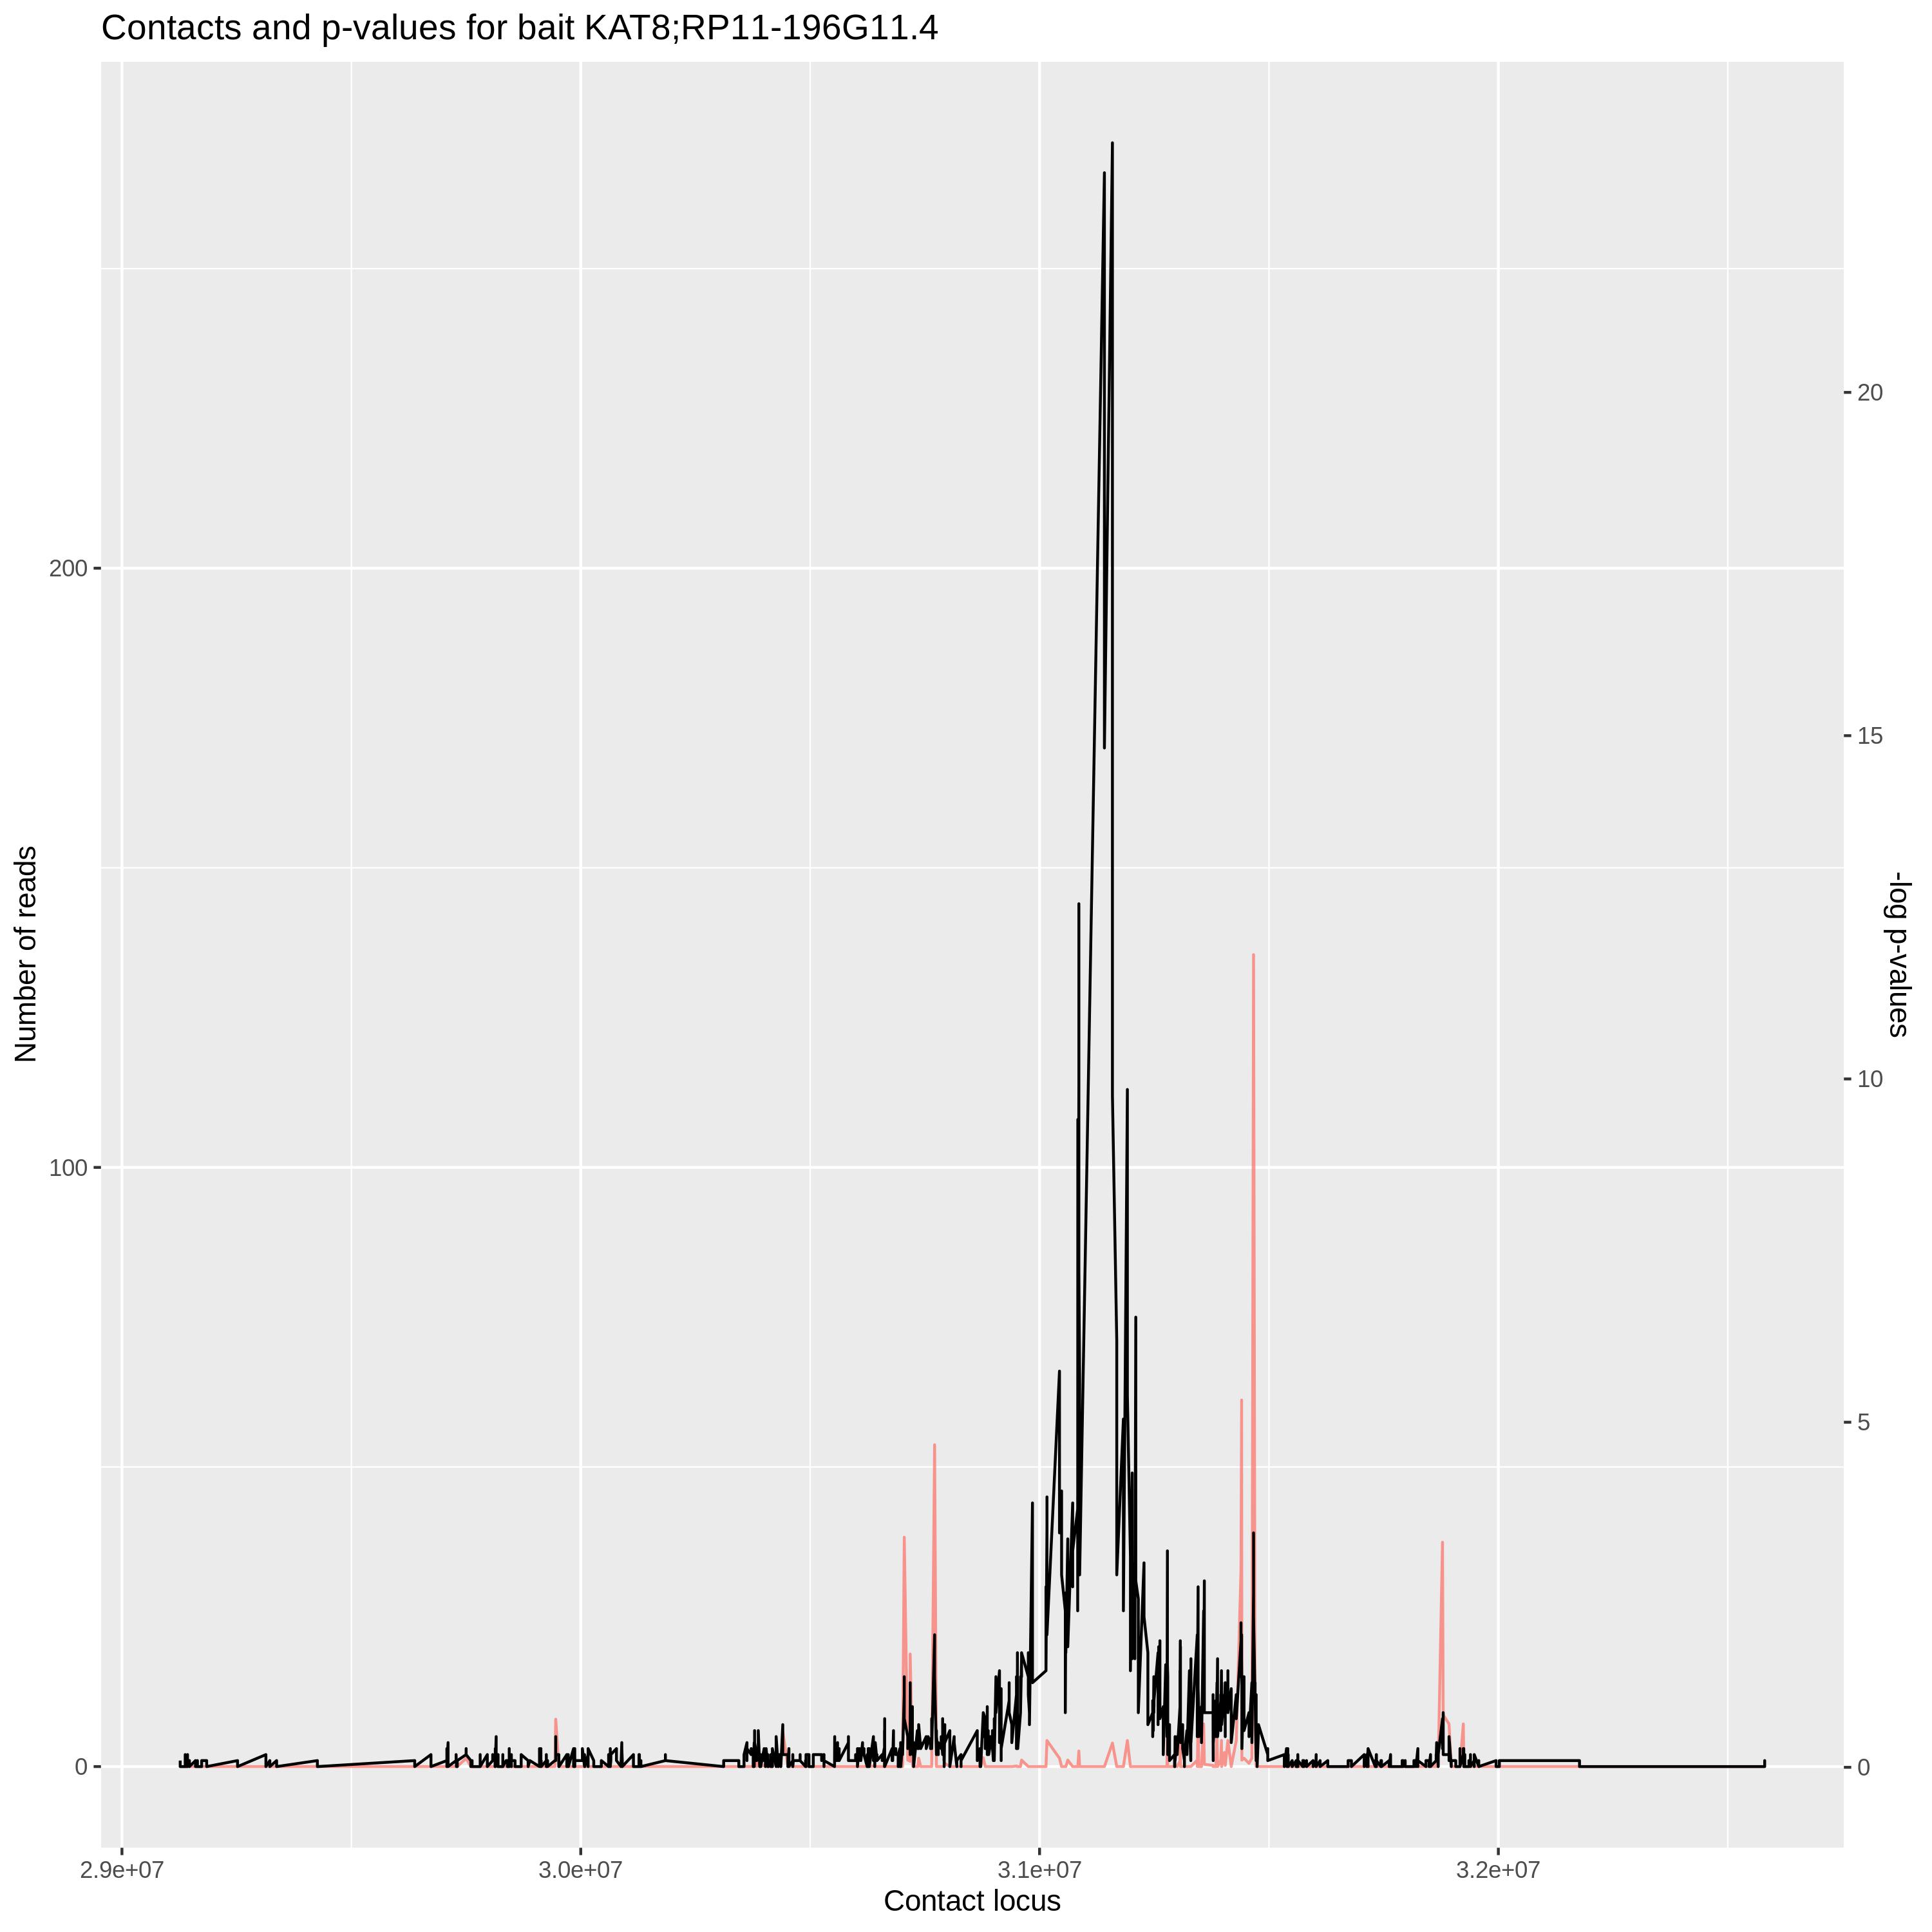 Contacts and p-values for bait KAT8;RP11-196G11.4
Number of reads
200
100
0
20
15
10
5
0
-log p-values
2.9e+07 3.0e+07 3.1e+07 3.2e+07
Contact locus